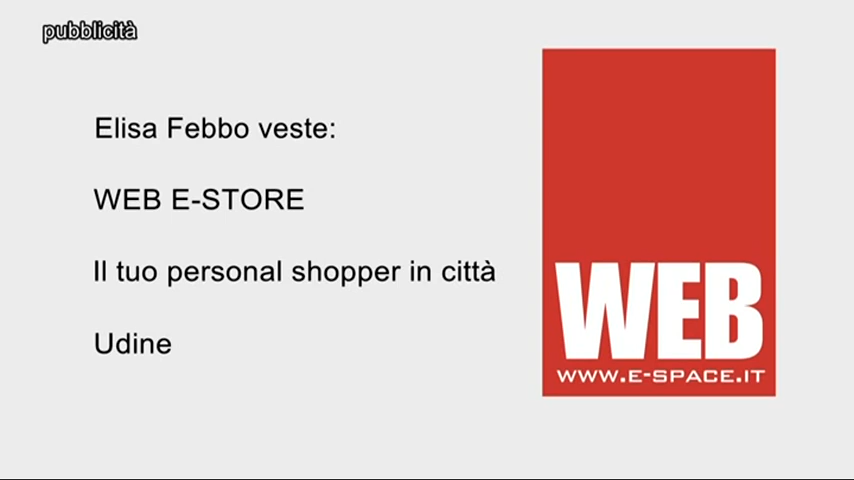 pubblicità
Elisa Febbo veste:
WEB E-STORE
Il tuo personal shopper in città
Udine
WEB
WWW.E-SPACE.IT